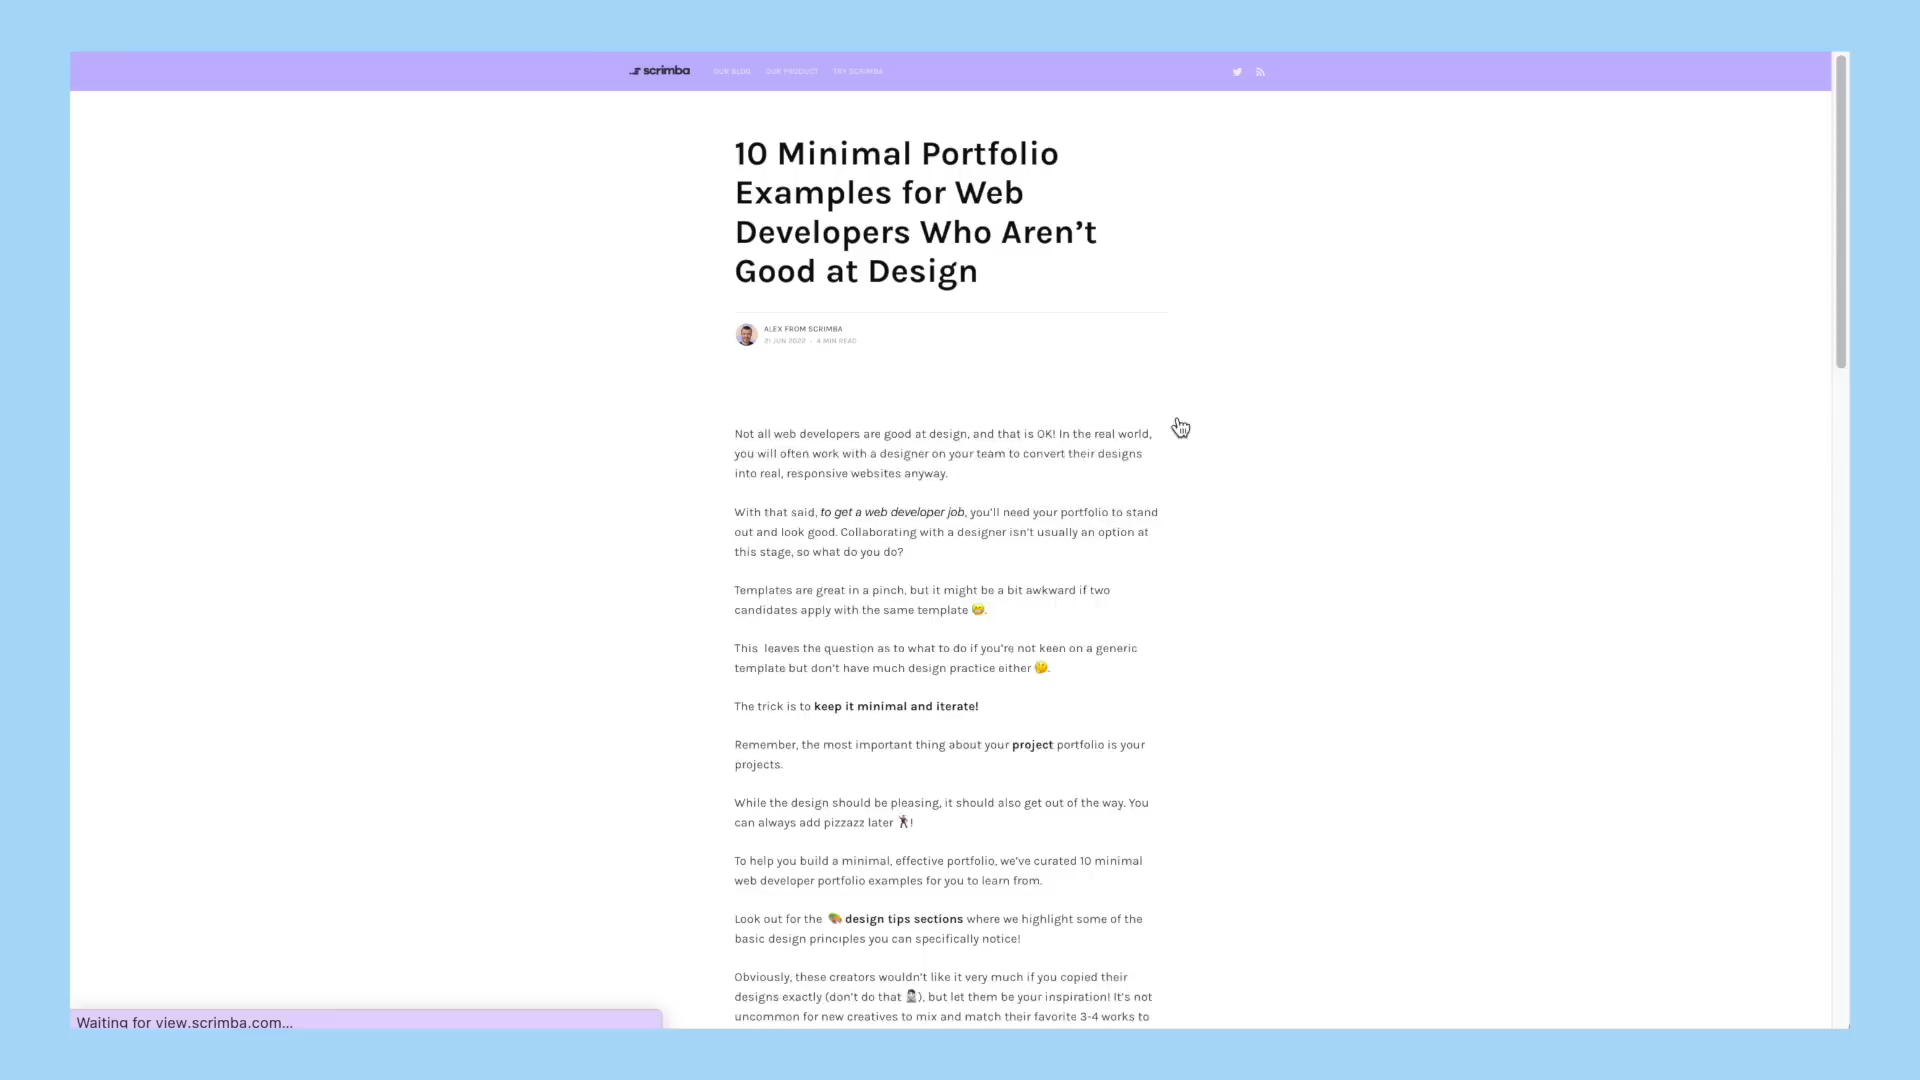 scrimba OUR BLOG OUR PRODUCT TRY SCRIMBA
10 Minimal Portfolio
Examples for Web
Developers Who Aren’t
Good at Design
ALEX FROM SCRIMBA
21 JUN 2022 • 4 MIN READ
Not all web developers are good at design, and that is OK! In the real world,
you will often work with a designer on your team to convert their designs
into real, responsive websites anyway.
With that said, to get a web developer job, you’ll need your portfolio to stand
out and look good. Collaborating with a designer isn’t usually an option at
this stage, so what do you do?
Templates are great in a pinch, but it might be a bit awkward if two
candidates apply with the same template 😅.
This leaves the question as to what to do if you’re not keen on a generic
template but don’t have much design practice either 🤔.
The trick is to keep it minimal and iterate!
Remember, the most important thing about your project portfolio is your
projects.
While the design should be pleasing, it should also get out of the way. You
can always add pizzazz later 🕺!
To help you build a minimal, effective portfolio, we’ve curated 10 minimal
web developer portfolio examples for you to learn from.
Look out for the 🎨 design tips sections where we highlight some of the
basic design principles you can specifically notice!
Obviously, these creators wouldn’t like it very much if you copied their
designs exactly (don’t do that), but let them be your inspiration! It’s not
uncommon for new creatives to mix and match their favorite 3-4 works to
Waiting for view.scrimba.com...